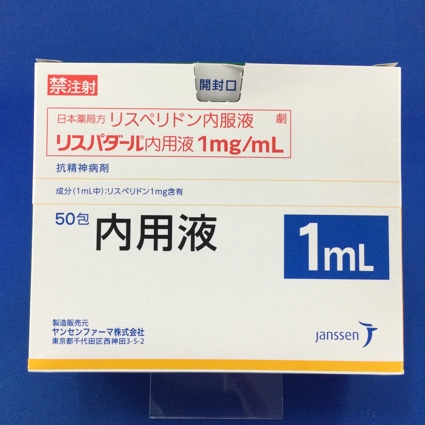 禁注射
開封口
日本薬局方 リスペリドン内服液 劇
リスパダール®内用液1mg/mL
抗精神病剤
成分(1mL中):リスペリドン1mg含有
50包 内用液 1mL
製造販売元
ヤンセンファーマ株式会社
東京都千代田区西神田3-5-2
janssen